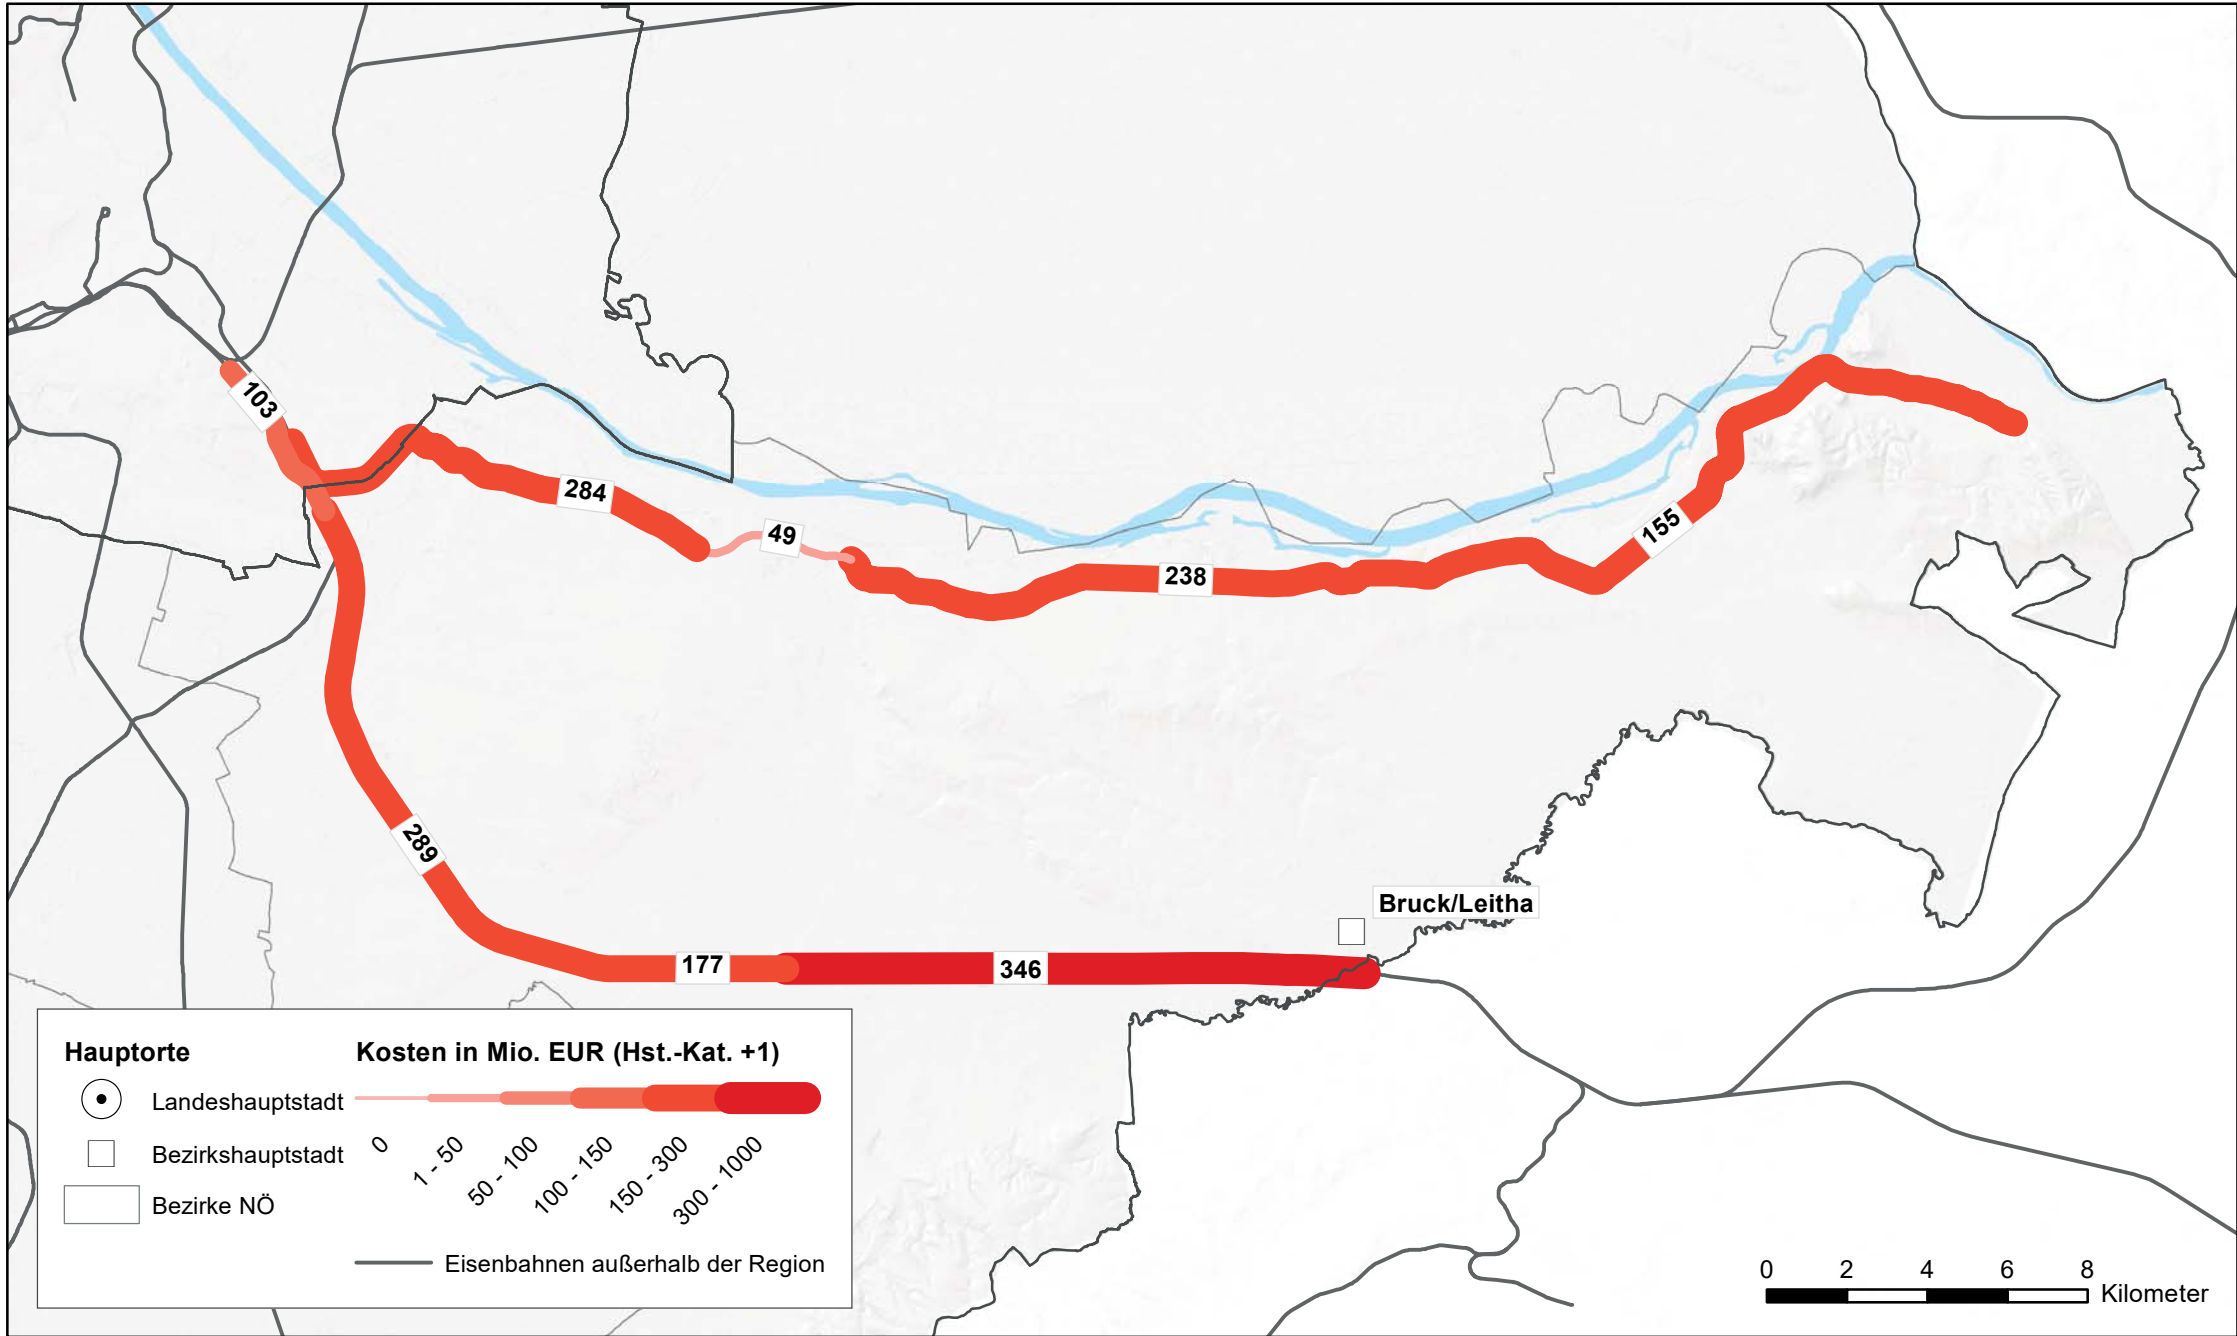 103
284
49
238
155
289
177
346
Bruck/Leitha
Hauptorte
Landeshauptstadt
Bezirkshauptstadt
Bezirke NÖ
Kosten in Mio. EUR (Hst.-Kat. +1)
0
1 - 50
50 - 100
100 - 150
150 - 300
300 - 1000
Eisenbahnen außerhalb der Region
0 2 4 6 8
Kilometer